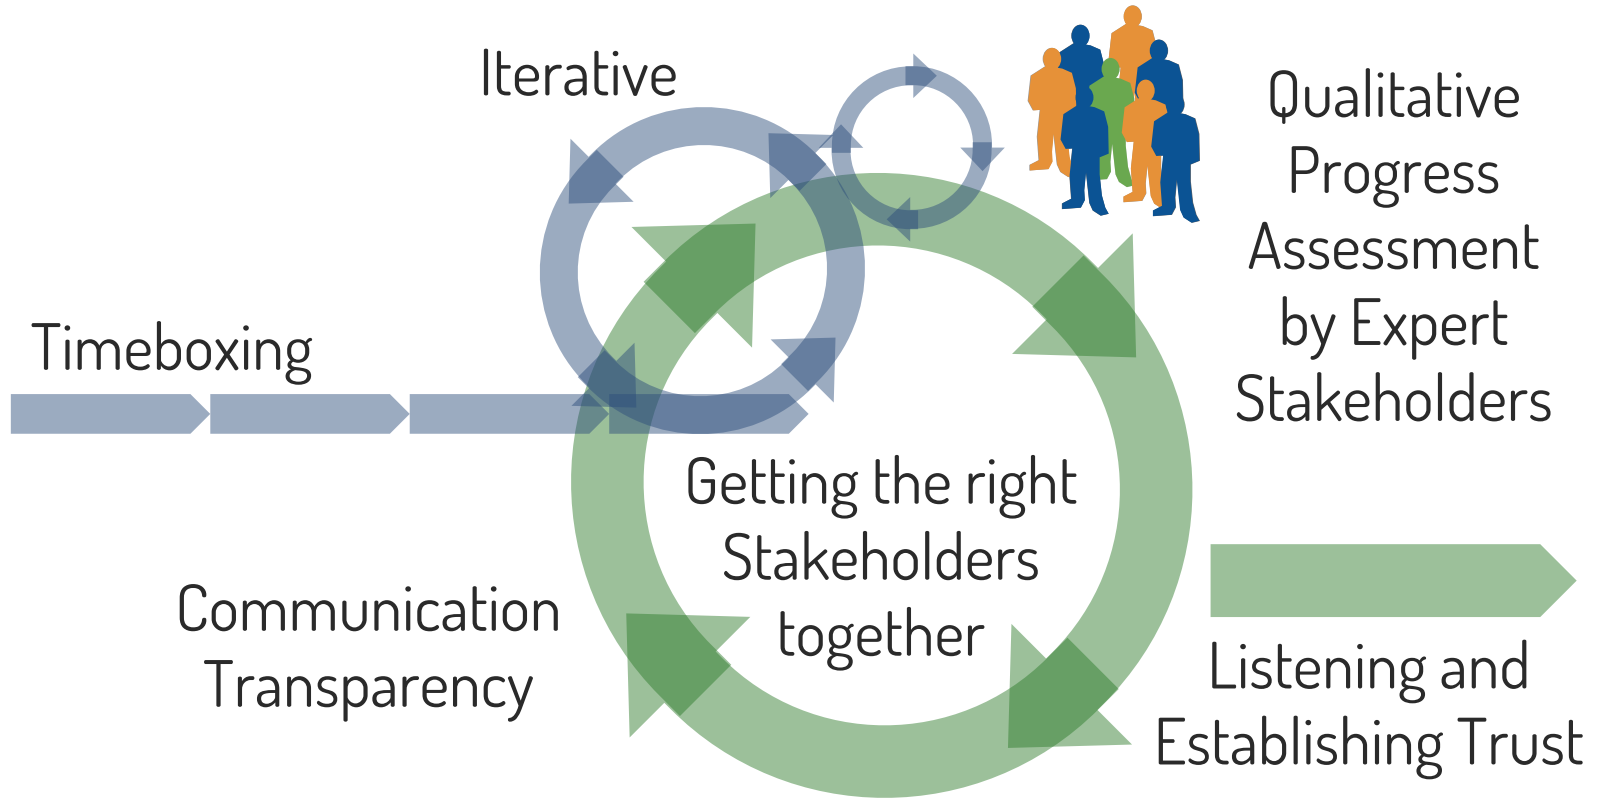 Iterative
Qualitative
Progress
Assessment
by Expert
Stakeholders
Timeboxing
Getting the right
Stakeholders
together
Communication
Transparency
Listening and
Establishing Trust